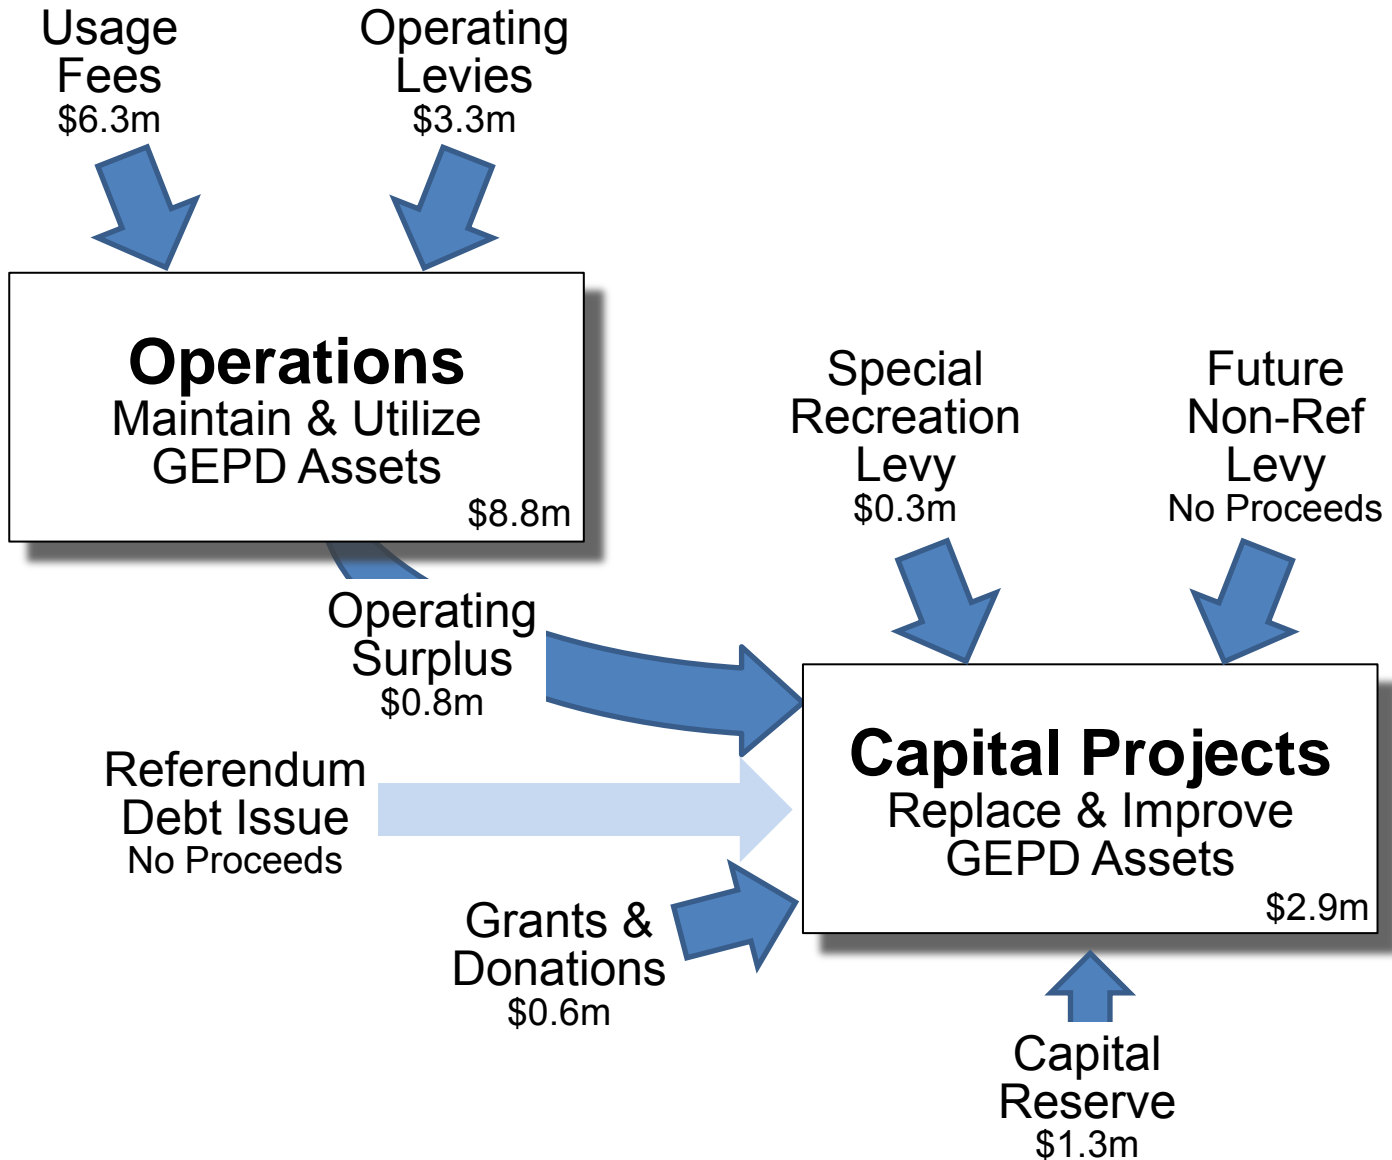 Usage
Fees
$6.3m
Operating
Levies
$3.3m
Operations
Maintain & Utilize
GEPD Assets
$8.8m
Special
Recreation
Levy
$0.3m
Future
Non-Ref
Levy
No Proceeds
Operating
Surplus
$0.8m
Referendum
Debt Issue
No Proceeds
Capital Projects
Replace & Improve
GEPD Assets
$2.9m
Grants &
Donations
$0.6m
Capital
Reserve
$1.3m